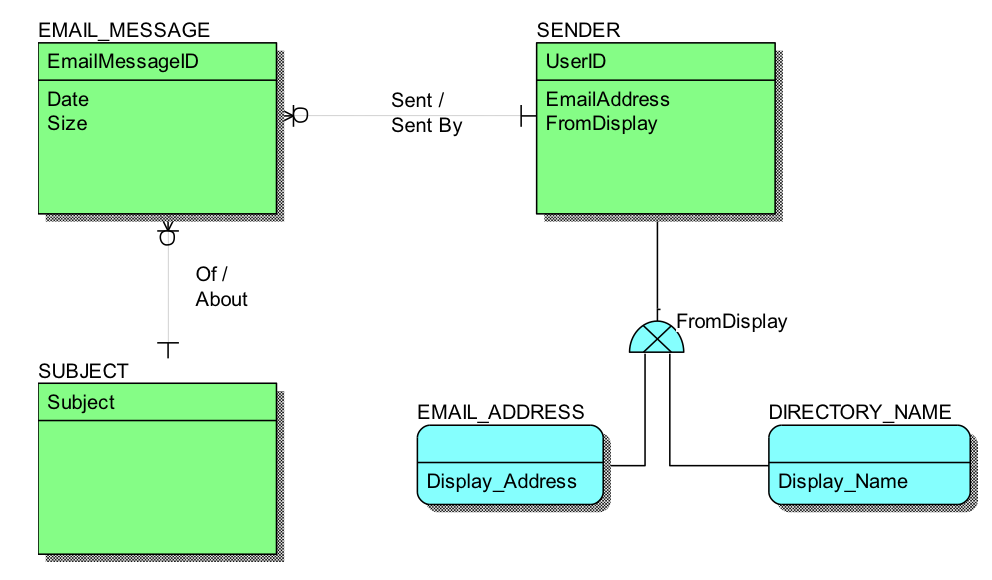 EMAIL_MESSAGE
EmailMessageID
Date
Size
Sent /
Sent By
SENDER
UserID
EmailAddress
FromDisplay
Of /
About
SUBJECT
Subject
FromDisplay
EMAIL_ADDRESS
Display_Address
DIRECTORY_NAME
Display_Name